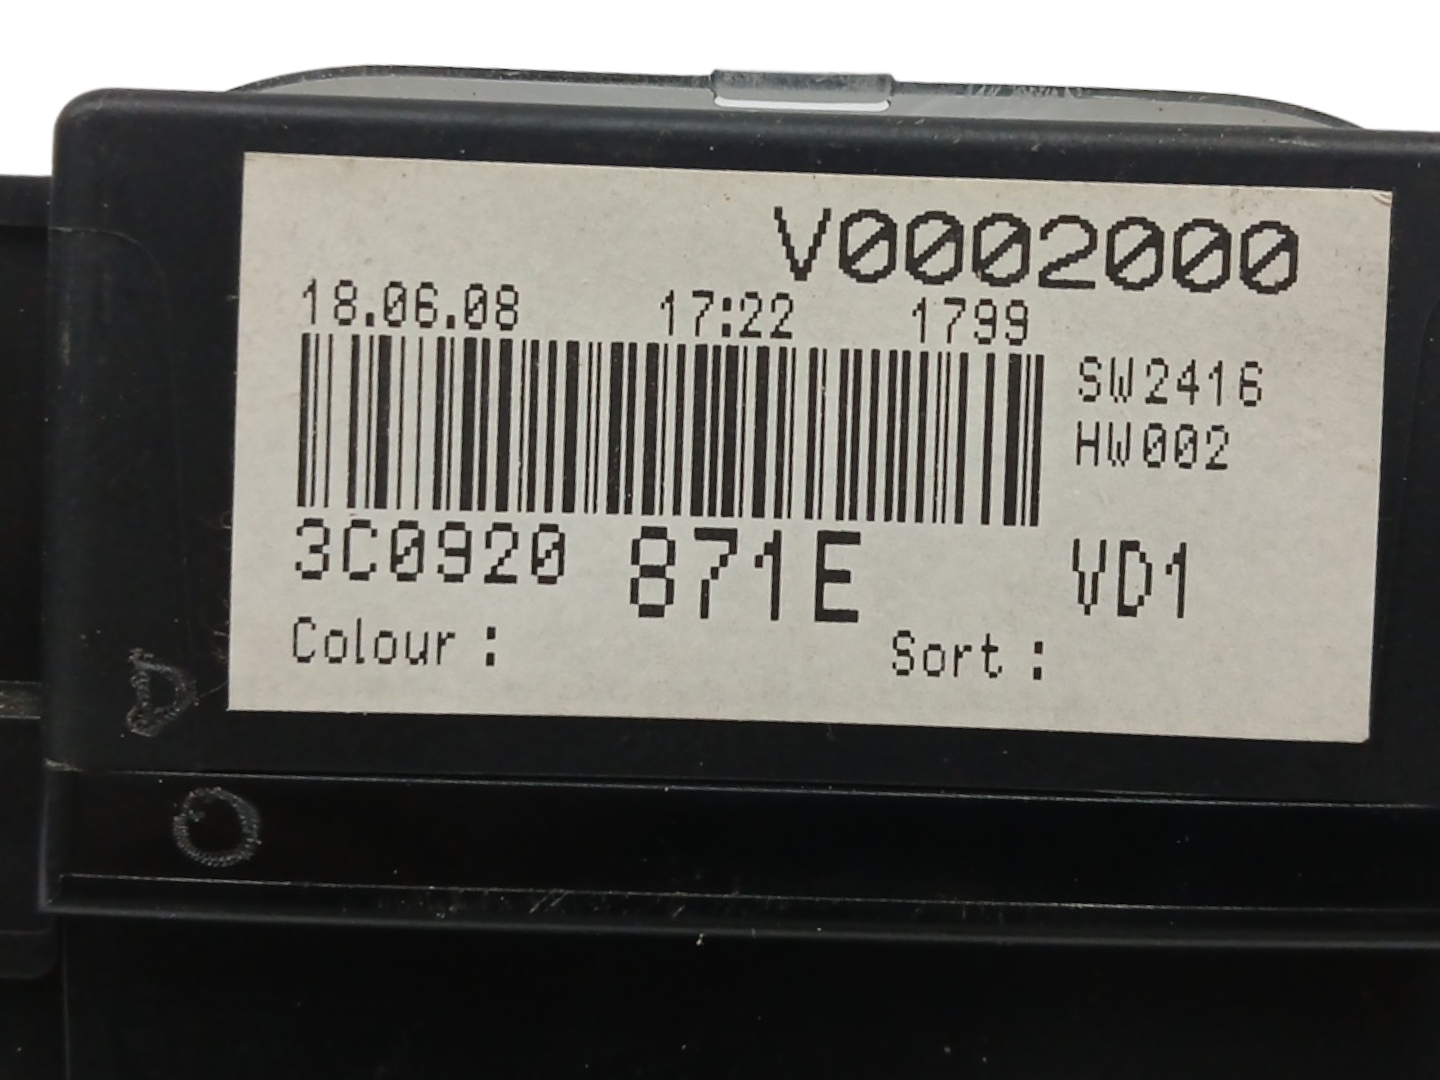 V0002000
18.06.08 17:22 1799
SW2416
HW002
3C0920 871E VD1
Colour : Sort :